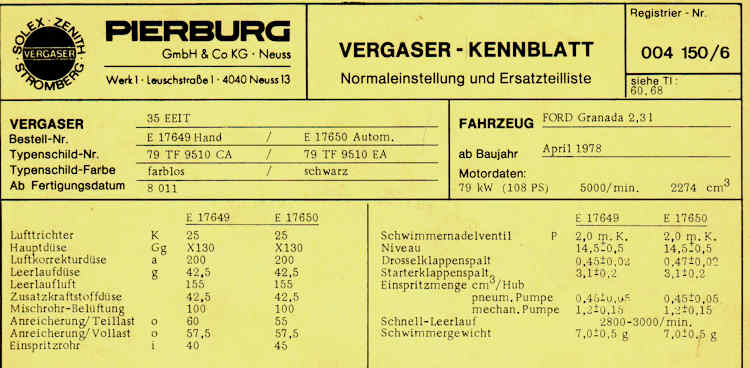 SOLEX · ZENITH · STROMBERG ·
VERGASER
PIERBURG
GmbH & Co KG · Neuss
Werk 1 · Leuschstraße 1 · 4040 Neuss 13
VERGASER - KENNBLATT
Normaleinstellung und Ersatzteilliste
Registrier - Nr.
004 150/6
siehe TI :
60, 68
VERGASER 35 EEIT
Bestell-Nr. E 17649 Hand / E 17650 Autom.
Typenschild-Nr. 79 TF 9510 CA / 79 TF 9510 EA
Typenschild-Farbe farblos / schwarz
Ab Fertigungsdatum 8 011
FAHRZEUG FORD Granada 2,3 l
ab Baujahr April 1978
Motordaten:
79 kW (108 PS) 5000/min. 2274 cm³
E 17649 E 17650
Lufttrichter K 25 25
Hauptdüse Gg X130 X130
Luftkorrekturdüse a 200 200
Leerlaufdüse g 42,5 42,5
Leerlaufluft 155 155
Zusatzkraftstoffdüse 42,5 42,5
Mischrohr-Belüftung 100 100
Anreicherung/Teillast o 60 55
Anreicherung/Vollast o 57,5 57,5
Einspritzrohr i 40 45
E 17649 E 17650
Schwimmernadelventil P 2,0 m. K. 2,0 m. K.
Niveau 14,5±0,5 14,5±0,5
Drosselklappenspalt 0,45±0,02 0,47±0,02
Starterklappenspalt 3,1±0,2 3,1±0,2
Einspritzmenge cm³/Hub
pneum. Pumpe 0,45±0,05 0,45±0,05
mechan. Pumpe 1,2±0,15 1,2±0,15
Schnell-Leerlauf 2800-3000/min.
Schwimmergewicht 7,0±0,5 g 7,0±0,5 g